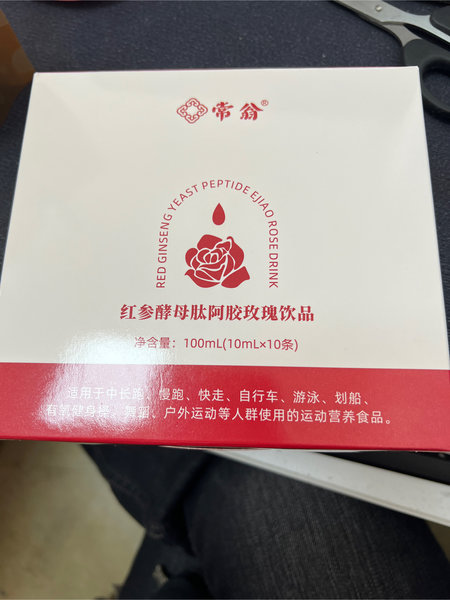 常翁®
RED GINSENG YEAST PEPTIDE EJIAO ROSE DRINK
红参酵母肽阿胶玫瑰饮品
净含量：100mL(10mL×10条)
适用于中长跑、慢跑、快走、自行车、游泳、划船、
有氧健身操、舞蹈、户外运动等人群使用的运动营养食品。